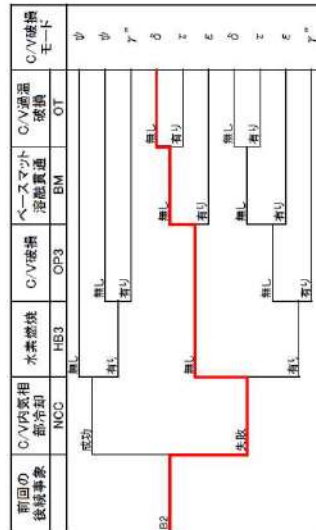 前回の
後続事象
C/V内気相
部冷却
水素燃焼
C/V破損
ベースマット
溶融貫通
C/V過温
破損
C/V破損
モード
NCC
HB3
OP3
BM
OT
B2
成功
失敗
無し
有り
無し
有り
無し
有り
無し
有り
無し
有り
無し
有り
無し
有り
無し
有り
ψ
ψ
γ”
δ
τ
ε
δ
τ
ε
γ”